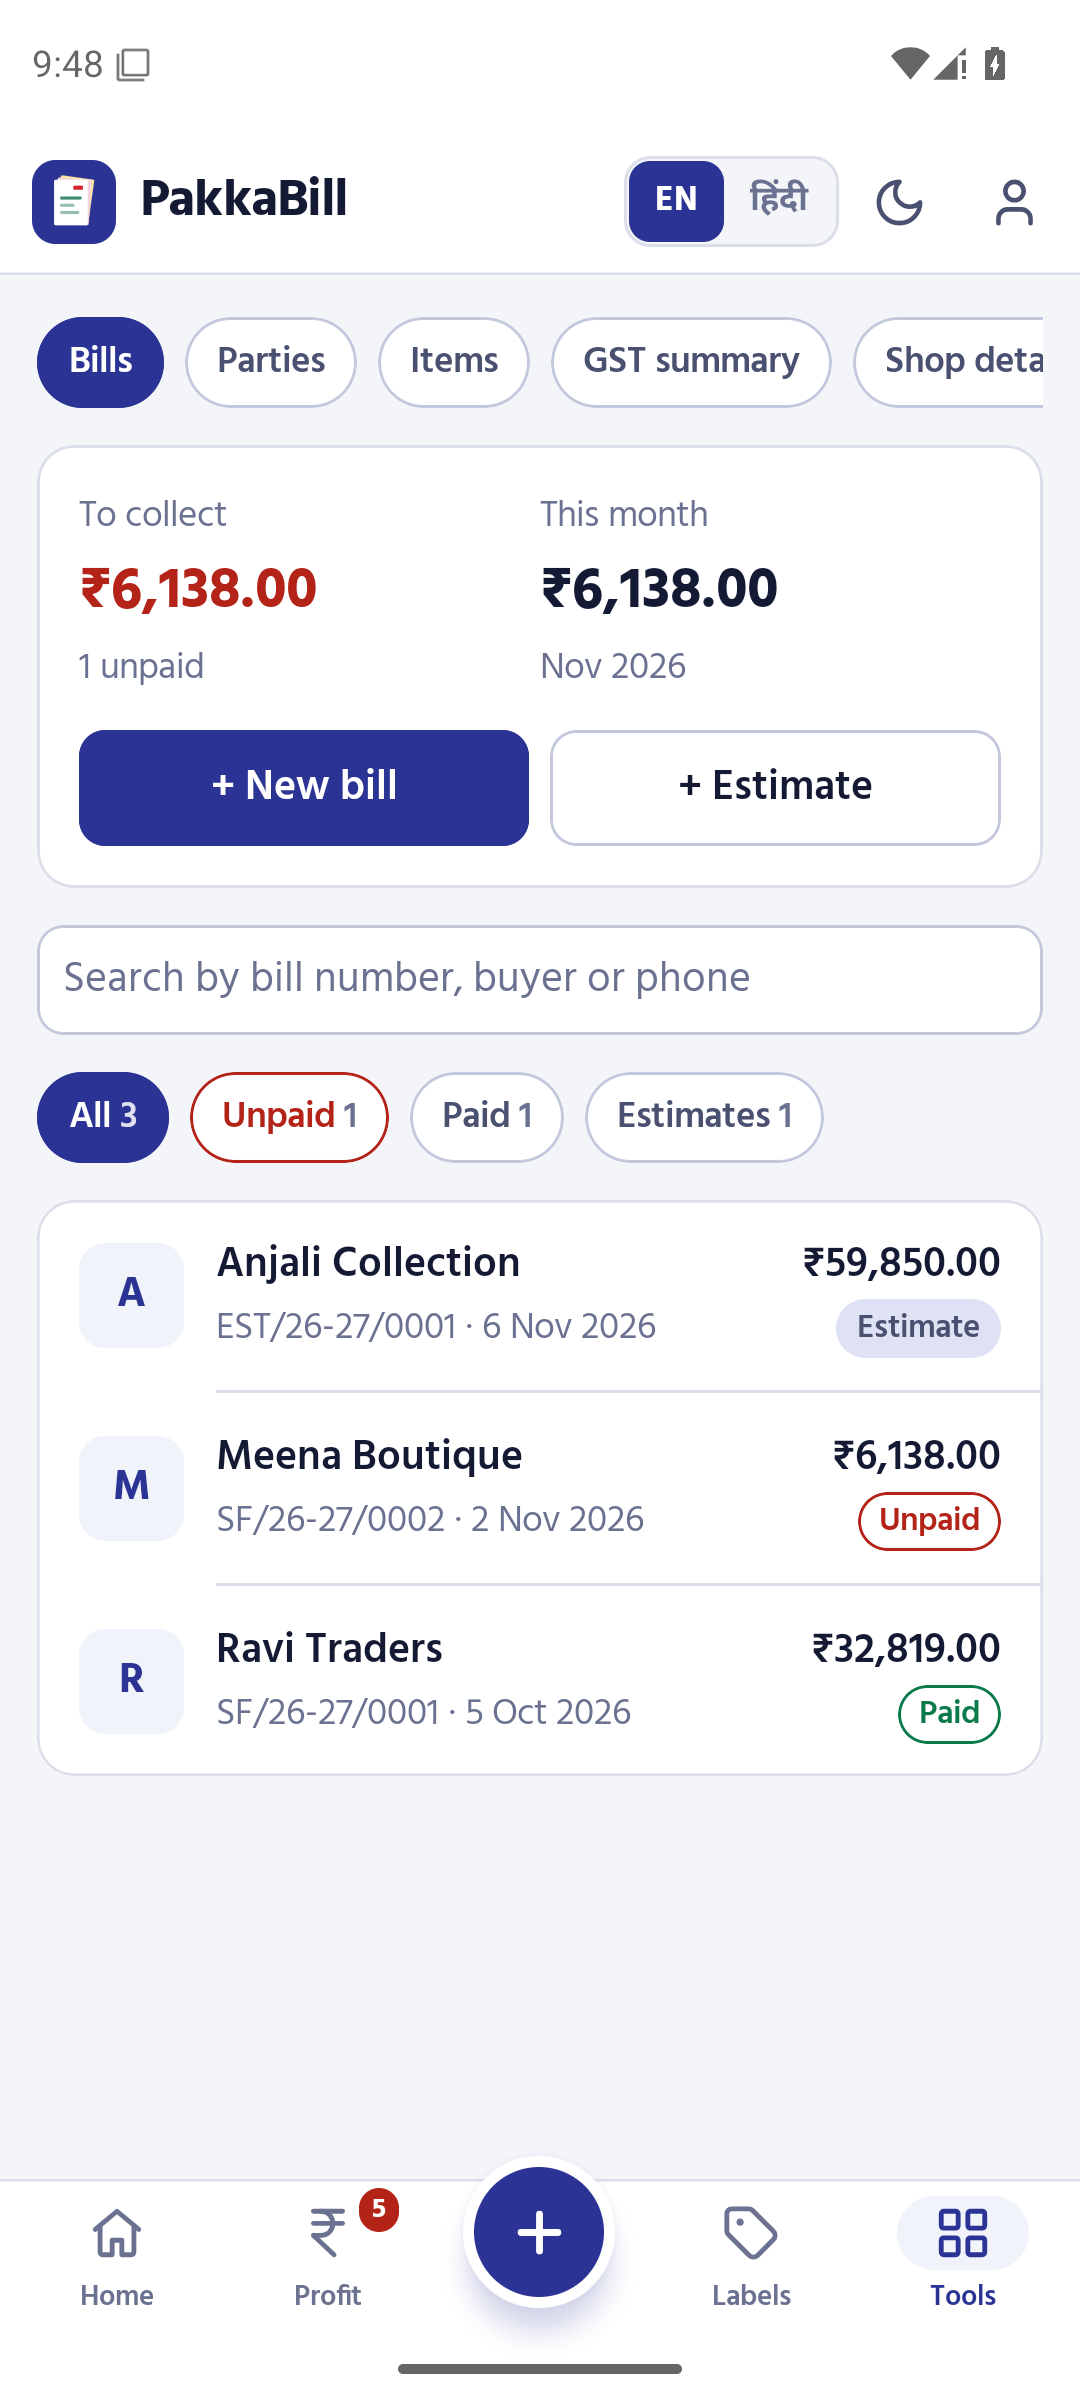 9:48
PakkaBill
EN हिंदी
Bills Parties Items GST summary Shop deta
To collect This month
₹6,138.00 ₹6,138.00
1 unpaid Nov 2026
+ New bill + Estimate
Search by bill number, buyer or phone
All 3 Unpaid 1 Paid 1 Estimates 1
A Anjali Collection ₹59,850.00
EST/26-27/0001 · 6 Nov 2026 Estimate
M Meena Boutique ₹6,138.00
SF/26-27/0002 · 2 Nov 2026 Unpaid
R Ravi Traders ₹32,819.00
SF/26-27/0001 · 5 Oct 2026 Paid
5
Home Profit Labels Tools